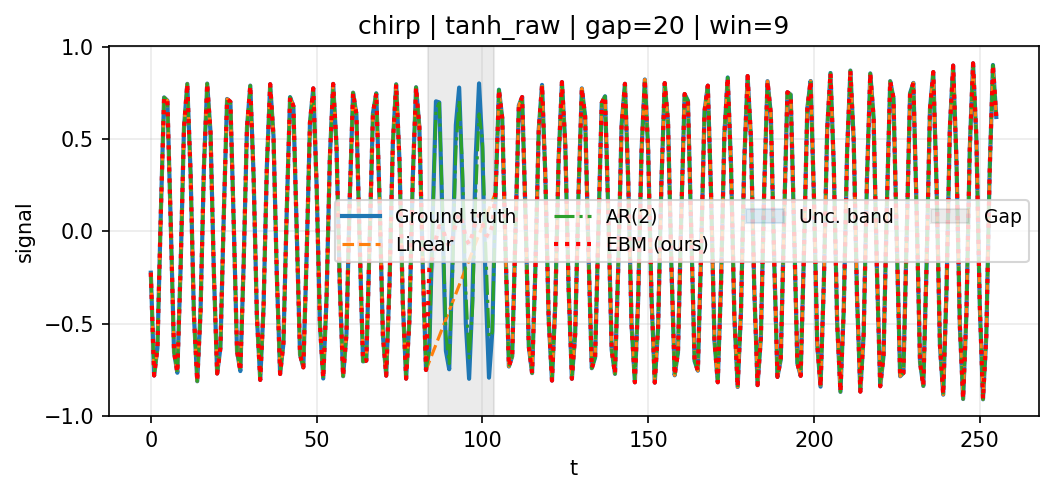 chirp | tanh_raw | gap=20 | win=9
1.0
0.5
0.0
−0.5
−1.0
signal
Ground truth AR(2) Unc. band Gap
Linear EBM (ours)
0 50 100 150 200 250
t